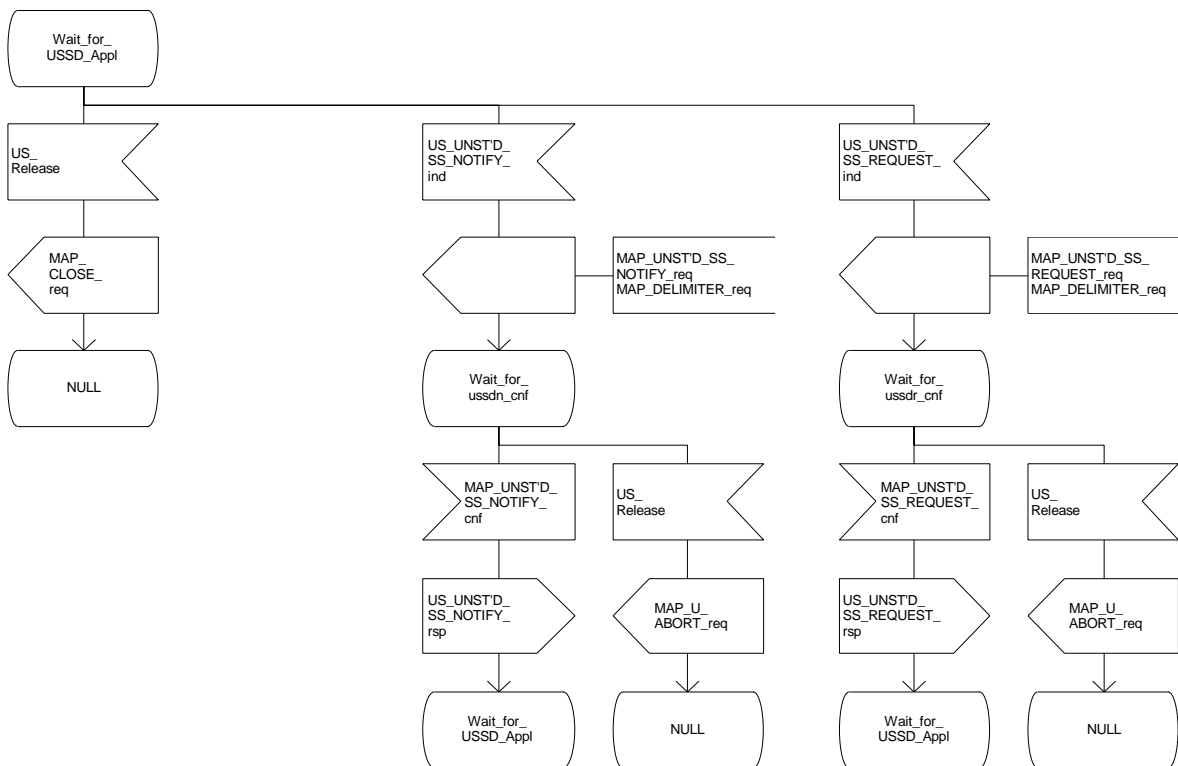 Wait_for_
USSD_Appl
US_
Release
US_UNST'D_
SS_NOTIFY_
ind
US_UNST'D_
SS_REQUEST_
ind
MAP_
CLOSE_
req
MAP_UNST'D_SS_
NOTIFY_req
MAP_DELIMITER_req
MAP_UNST'D_SS_
REQUEST_req
MAP_DELIMITER_req
NULL
Wait_for_
ussdn_cnf
Wait_for_
ussdr_cnf
MAP_UNST'D_
SS_NOTIFY_
cnf
US_
Release
MAP_UNST'D_
SS_REQUEST_
cnf
US_
Release
US_UNST'D_
SS_NOTIFY_
rsp
MAP_U_
ABORT_req
US_UNST'D_
SS_REQUEST_
rsp
MAP_U_
ABORT_req
Wait_for_
USSD_Appl
NULL
Wait_for_
USSD_Appl
NULL